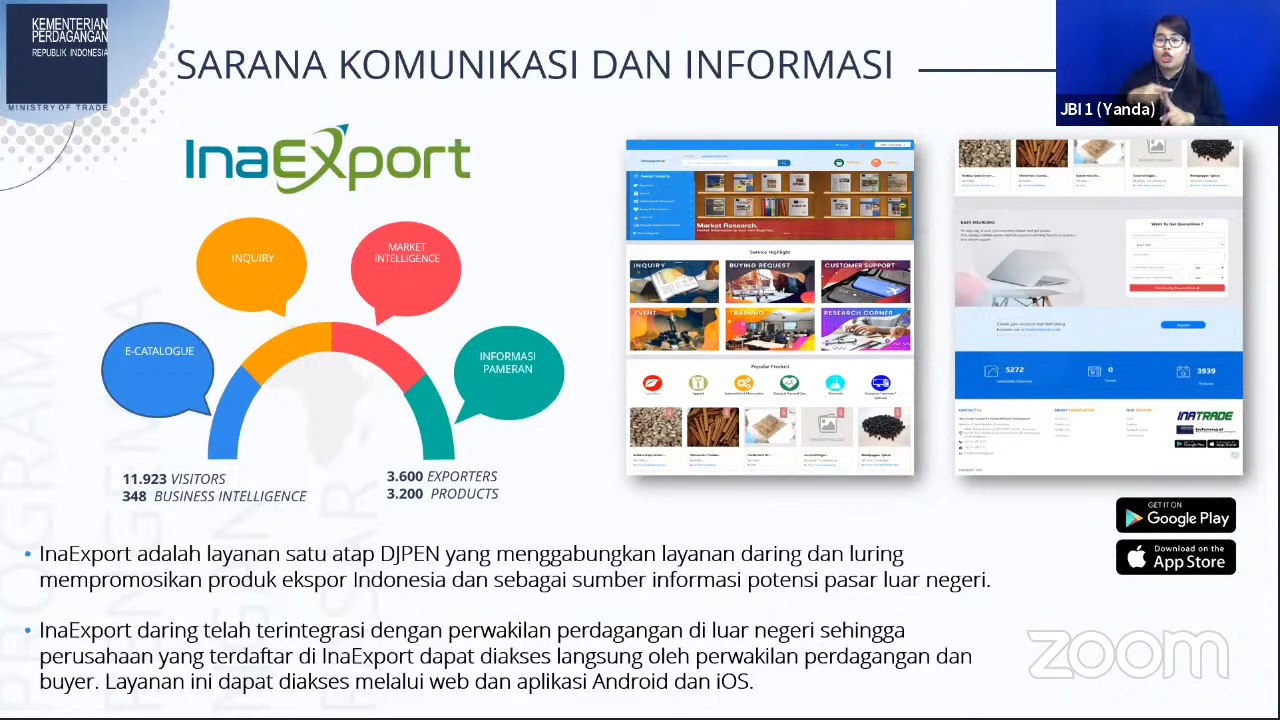 KEMENTERIAN
PERDAGANGAN
REPUBLIK INDONESIA
MINISTRY OF TRADE
SARANA KOMUNIKASI DAN INFORMASI
JBI 1 (Yanda)
InaExport
INQUIRY
MARKET
INTELLIGENCE
E-CATALOGUE
INFORMASI
PAMERAN
11.923 VISITORS
348 BUSINESS INTELLIGENCE
3.600 EXPORTERS
3.200 PRODUCTS
Market Research.
Service Highlight
INQUIRY
BUYING REQUEST
CUSTOMER SUPPORT
EVENT
TRAINING
RESEARCH CORNER
Popular Product
EASY SOURCING
Want To Get Quotations ?
5272
0
3939
INATRADE
GET IT ON
Google Play
Download on the
App Store
• InaExport adalah layanan satu atap DJPEN yang menggabungkan layanan daring dan luring
mempromosikan produk ekspor Indonesia dan sebagai sumber informasi potensi pasar luar negeri.
• InaExport daring telah terintegrasi dengan perwakilan perdagangan di luar negeri sehingga
perusahaan yang terdaftar di InaExport dapat diakses langsung oleh perwakilan perdagangan dan
buyer. Layanan ini dapat diakses melalui web dan aplikasi Android dan iOS.
zoom